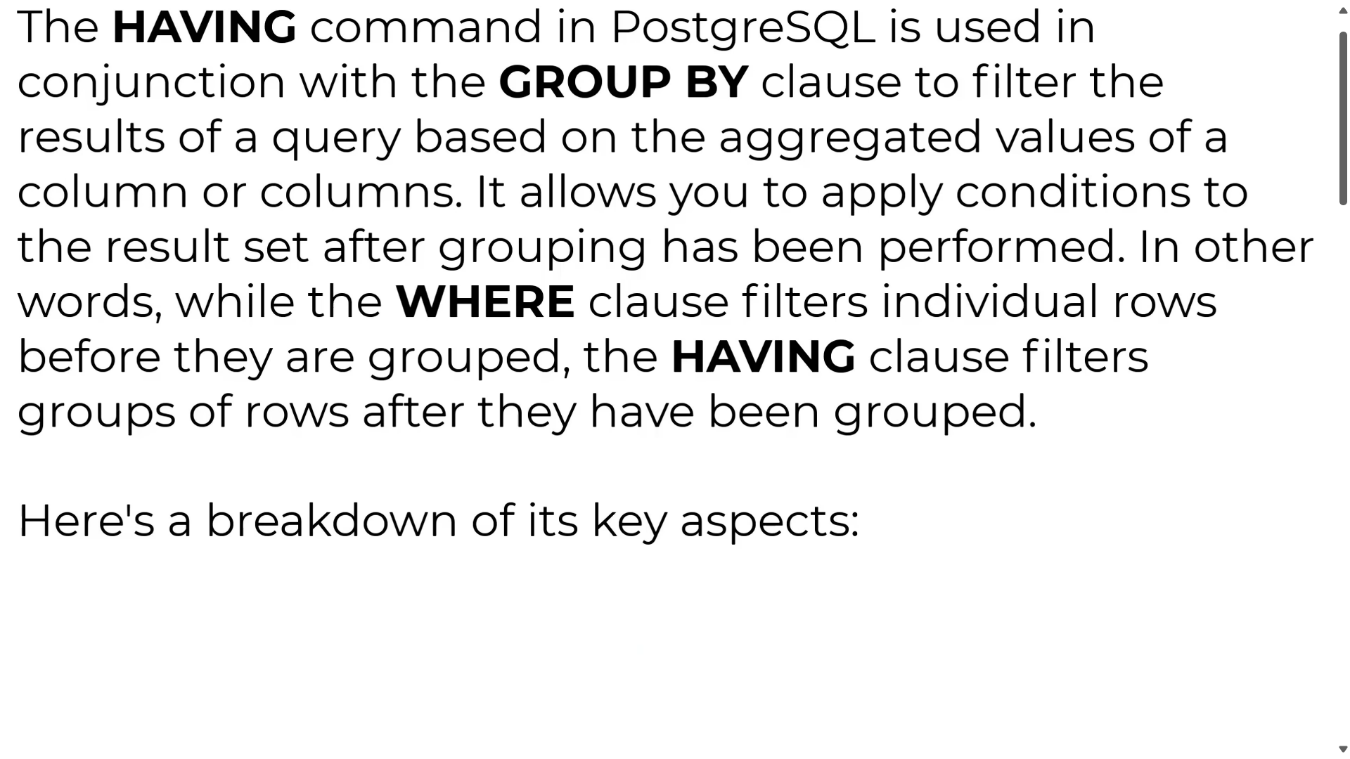 The HAVING command in PostgreSQL is used in
conjunction with the GROUP BY clause to filter the
results of a query based on the aggregated values of a
column or columns. It allows you to apply conditions to
the result set after grouping has been performed. In other
words, while the WHERE clause filters individual rows
before they are grouped, the HAVING clause filters
groups of rows after they have been grouped.
Here's a breakdown of its key aspects: